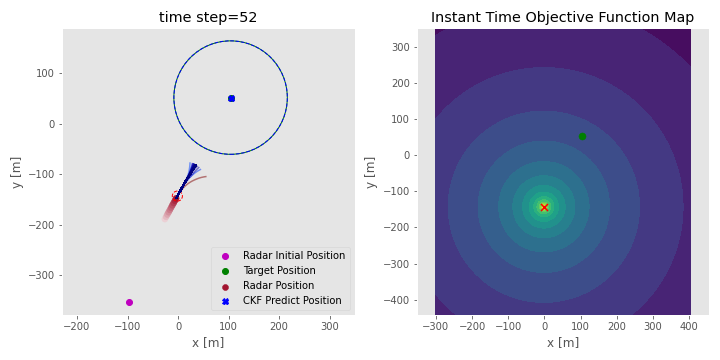 time step=52
y [m]
100
0
−100
−200
−300
−200
−100
0
100
200
300
x [m]
Radar Initial Position
Target Position
Radar Position
CKF Predict Position
Instant Time Objective Function Map
y [m]
300
200
100
0
−100
−200
−300
−400
−300
−200
−100
0
100
200
300
400
x [m]